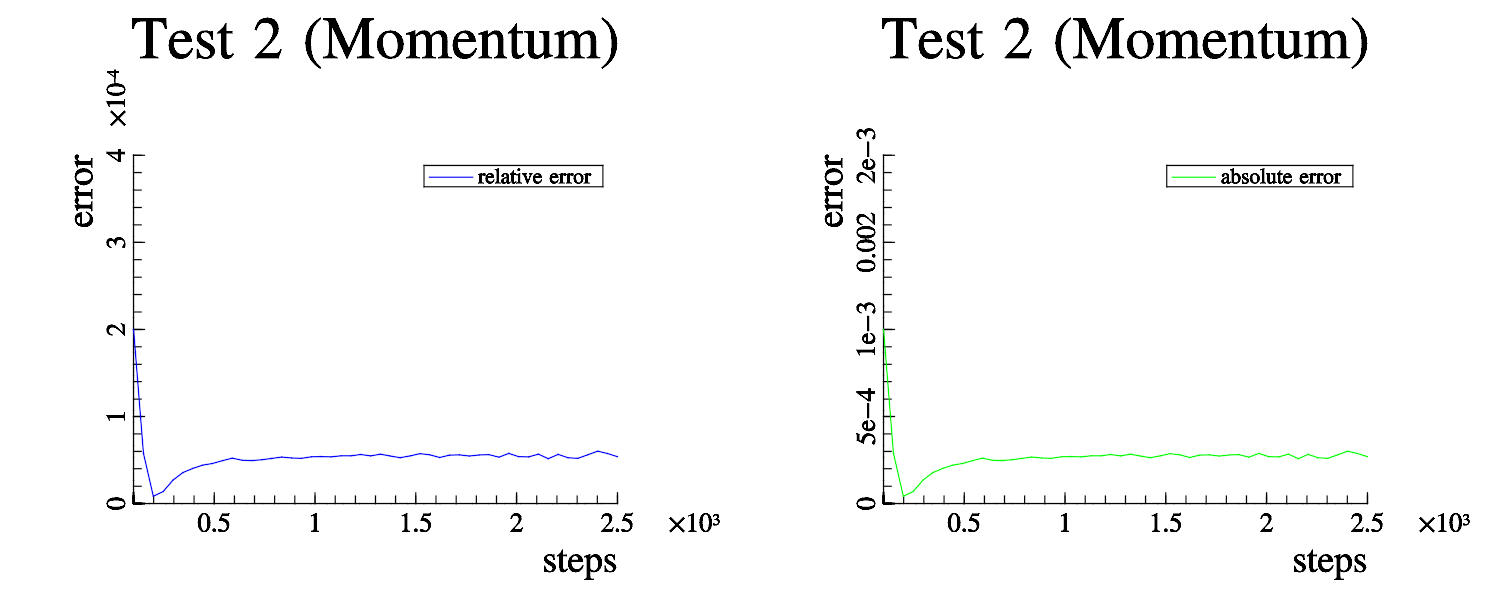 Test 2 (Momentum)
×10⁴
error
4
3
2
1
0
relative error
0.5 1 1.5 2 2.5 ×10³
steps
Test 2 (Momentum)
error
2e−3
0.002
1e−3
5e−4
0
absolute error
0.5 1 1.5 2 2.5 ×10³
steps